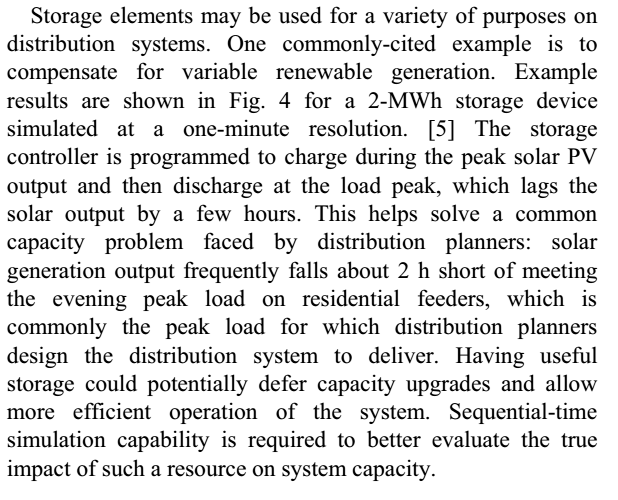 Storage elements may be used for a variety of purposes on
distribution systems. One commonly-cited example is to
compensate for variable renewable generation. Example
results are shown in Fig. 4 for a 2-MWh storage device
simulated at a one-minute resolution. [5] The storage
controller is programmed to charge during the peak solar PV
output and then discharge at the load peak, which lags the
solar output by a few hours. This helps solve a common
capacity problem faced by distribution planners: solar
generation output frequently falls about 2 h short of meeting
the evening peak load on residential feeders, which is
commonly the peak load for which distribution planners
design the distribution system to deliver. Having useful
storage could potentially defer capacity upgrades and allow
more efficient operation of the system. Sequential-time
simulation capability is required to better evaluate the true
impact of such a resource on system capacity.